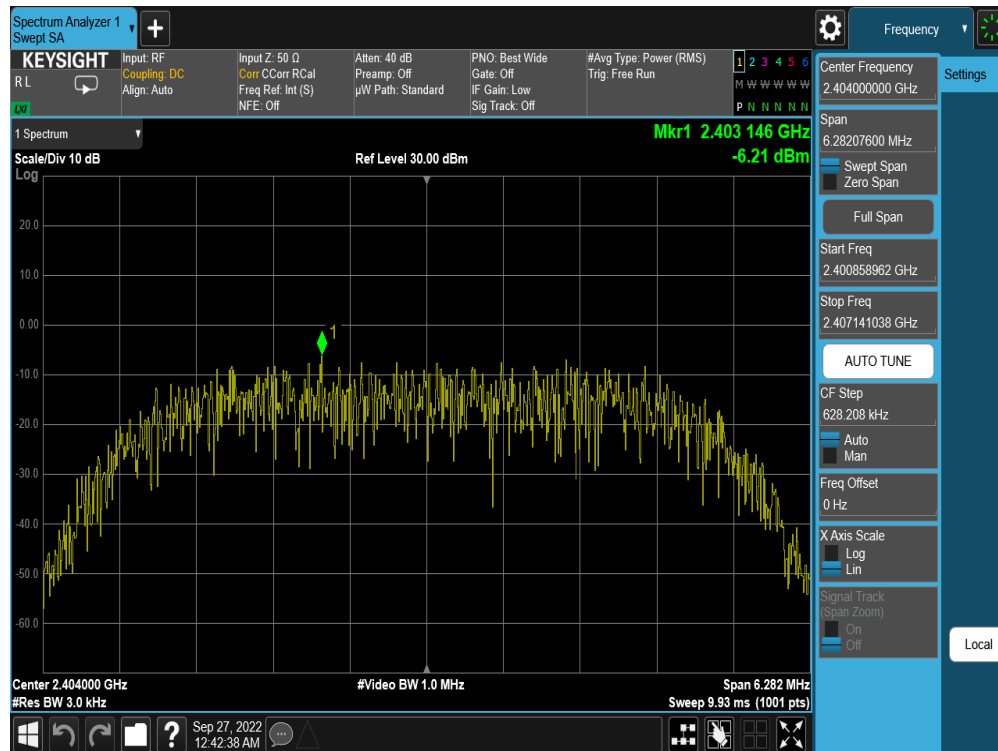 Spectrum Analyzer 1
Swept SA
+
Frequency
KEYSIGHT
R L
LXI
Input: RF
Coupling: DC
Align: Auto
Input Z: 50 Ω
Corr CCorr RCal
Freq Ref: Int (S)
NFE: Off
Atten: 40 dB
Preamp: Off
µW Path: Standard
PNO: Best Wide
Gate: Off
IF Gain: Low
Sig Track: Off
#Avg Type: Power (RMS)
Trig: Free Run
1 2 3 4 5 6
M W W W W W
P N N N N N
1 Spectrum
Scale/Div 10 dB
Log
Ref Level 30.00 dBm
Mkr1 2.403 146 GHz
-6.21 dBm
20.0
10.0
0.00
-10.0
-20.0
-30.0
-40.0
-50.0
-60.0
1
Center 2.404000 GHz
#Res BW 3.0 kHz
#Video BW 1.0 MHz
Span 6.282 MHz
Sweep 9.93 ms (1001 pts)
Center Frequency
2.404000000 GHz
Span
6.28207600 MHz
Swept Span
Zero Span
Full Span
Start Freq
2.400858962 GHz
Stop Freq
2.407141038 GHz
AUTO TUNE
CF Step
628.208 kHz
Auto
Man
Freq Offset
0 Hz
X Axis Scale
Log
Lin
Signal Track
(Span Zoom)
On
Off
Settings
Local
?
Sep 27, 2022
12:42:38 AM